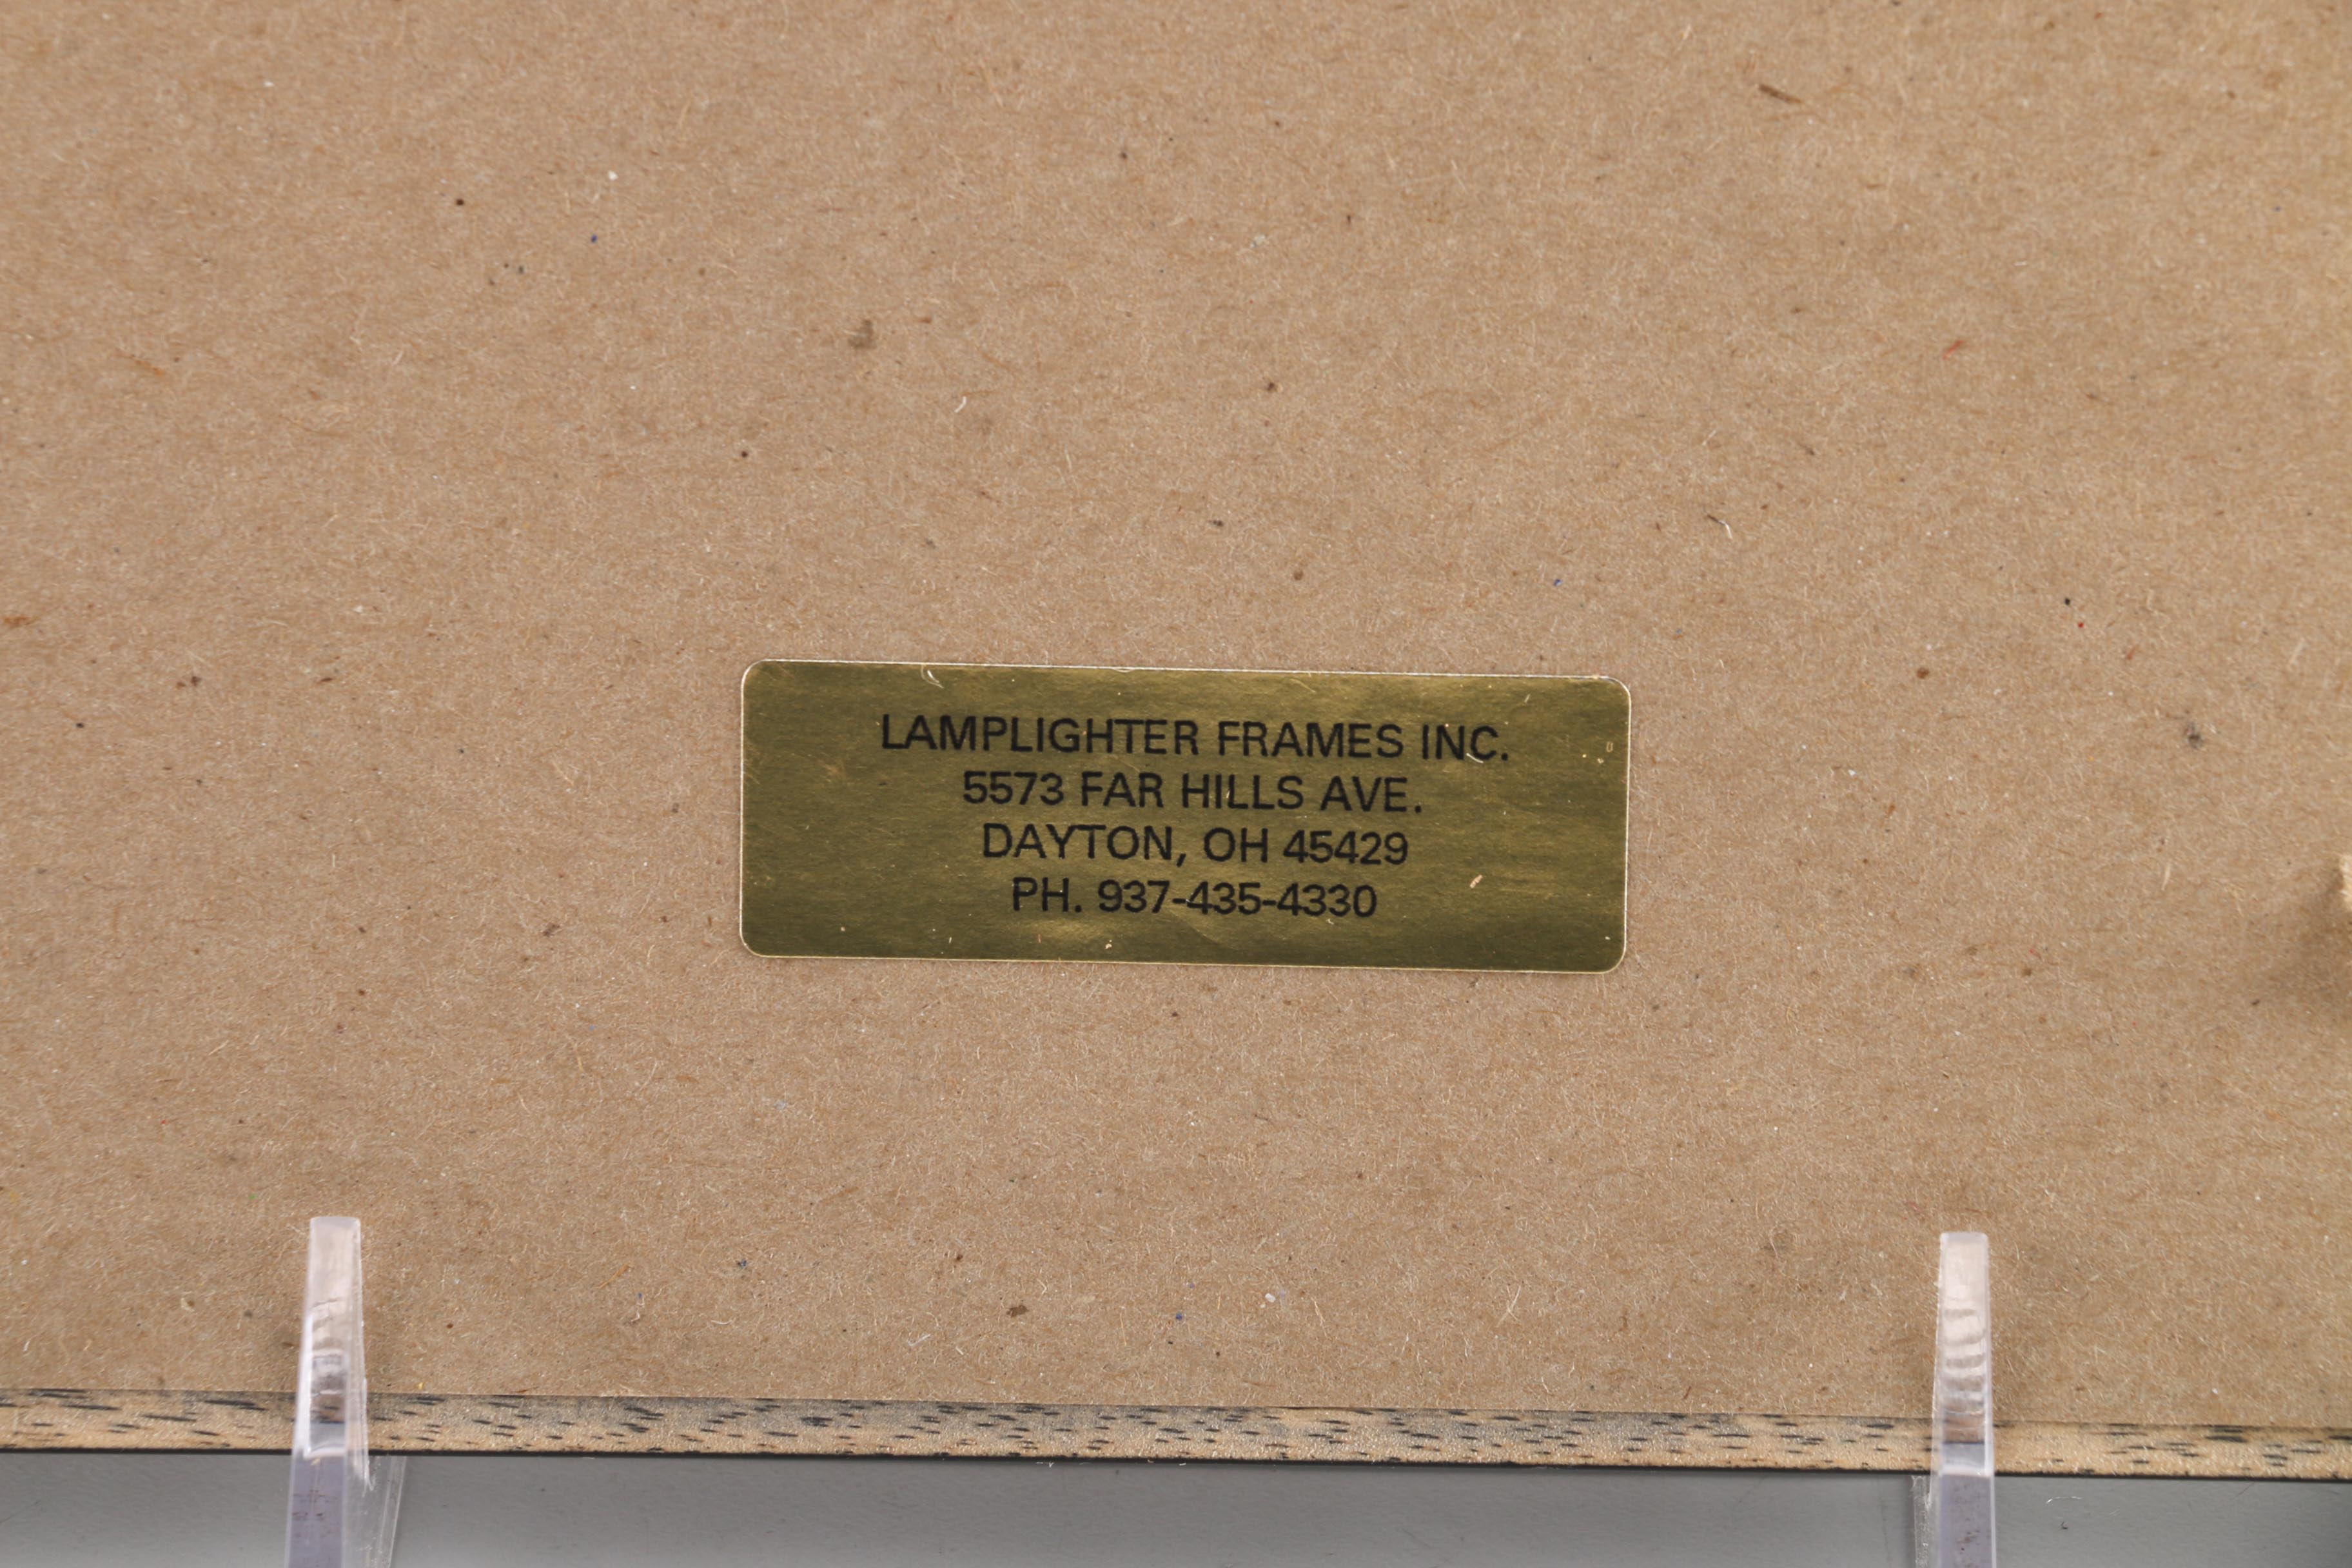 LAMPLIGHTER FRAMES INC.
5573 FAR HILLS AVE.
DAYTON, OH 45429
PH. 937-435-4330